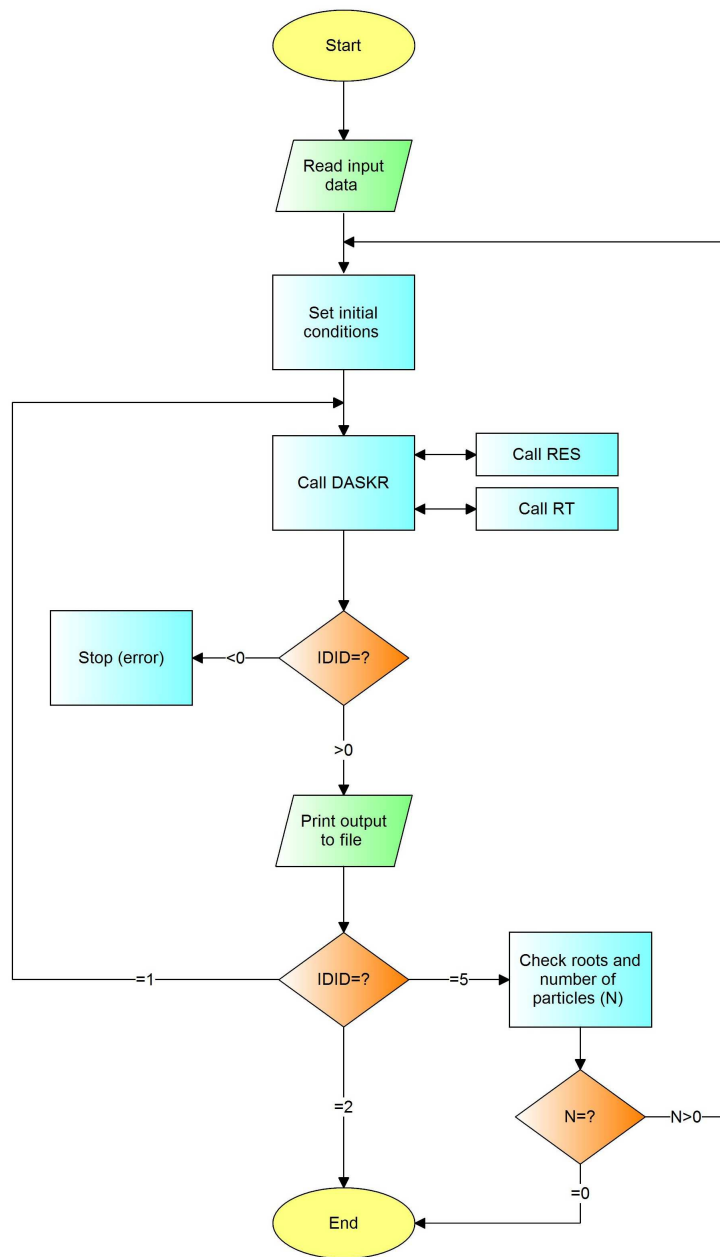 Start
Read input
data
Set initial
conditions
Call DASKR
Call RES
Call RT
Stop (error)
<0
IDID=?
>0
Print output
to file
=1
IDID=?
=5
Check roots and
number of
particles (N)
=2
N=?
N>0
=0
End